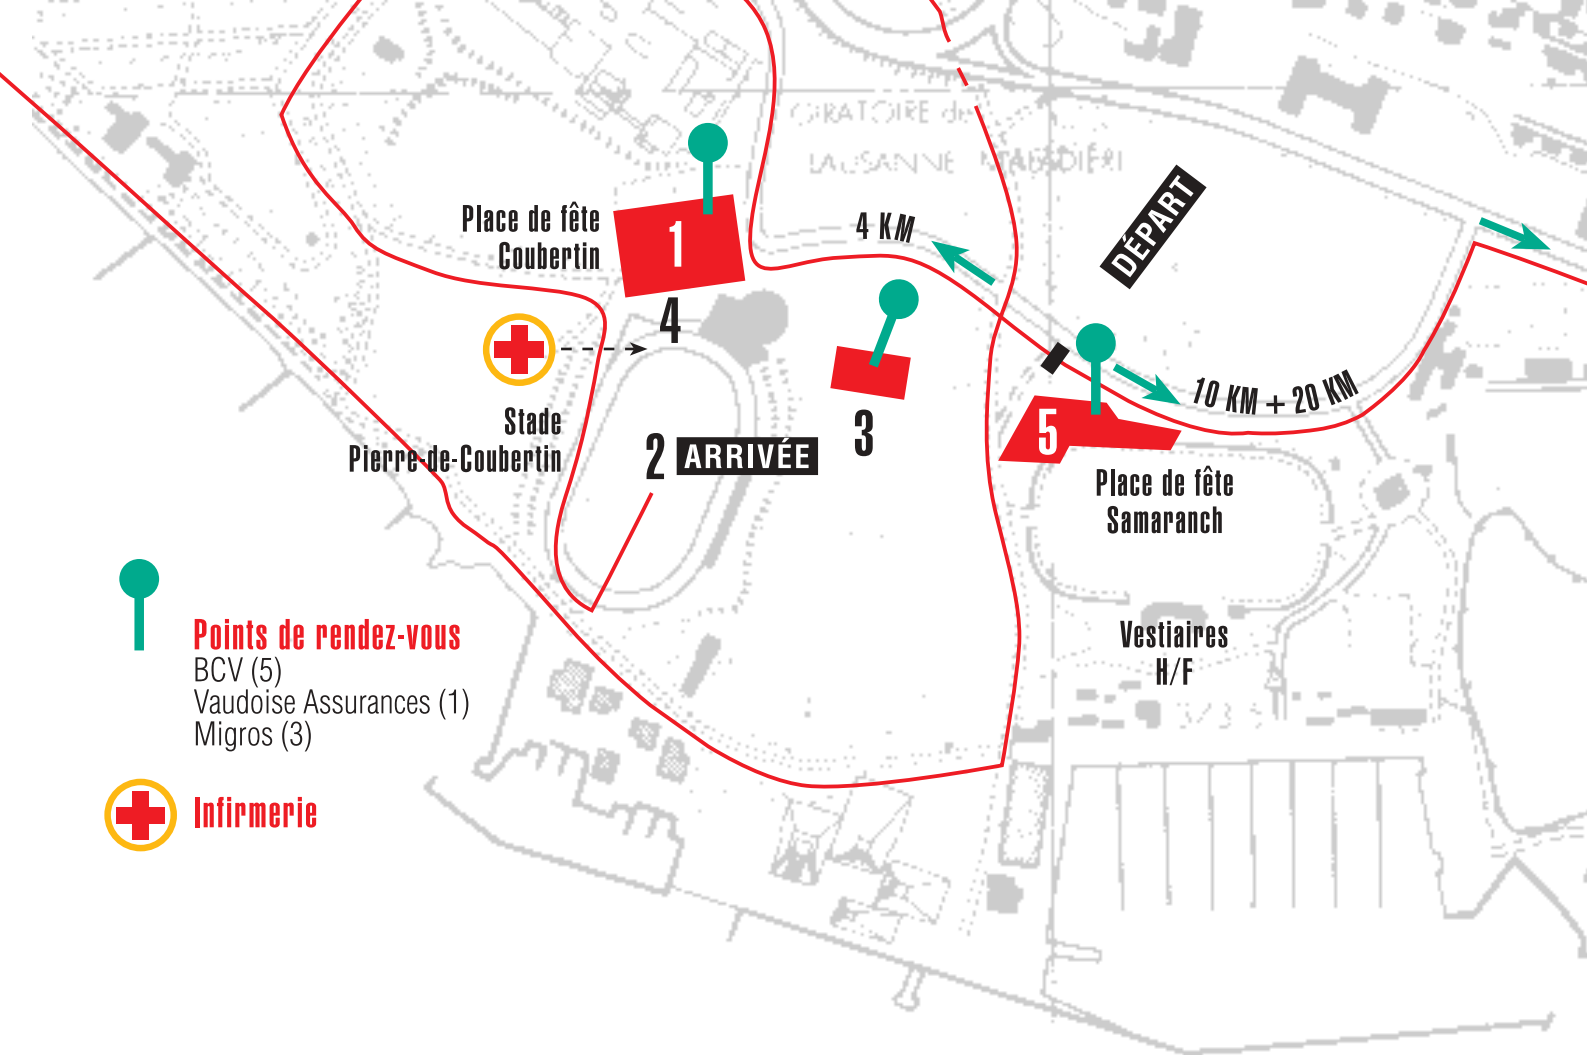 GIRATOIRE de
LAUSANNE MALADIÈRE
DÉPART
Place de fête
Coubertin
1
4 KM
4
10 KM + 20 KM
Stade
Pierre-de-Coubertin
2 ARRIVÉE
3
5
Place de fête
Samaranch
Vestiaires
H/F
Points de rendez-vous
BCV (5)
Vaudoise Assurances (1)
Migros (3)
Infirmerie